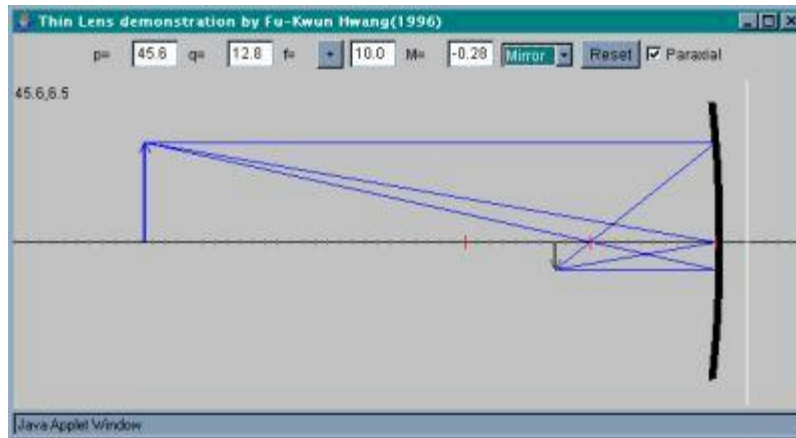 Thin Lens demonstration by Fu-Kwun Hwang(1996)
p= 45.6 q= 12.8 f= + 10.0 M= -0.28 Mirror Reset Paraxial
45.6,6.5
Java Applet Window